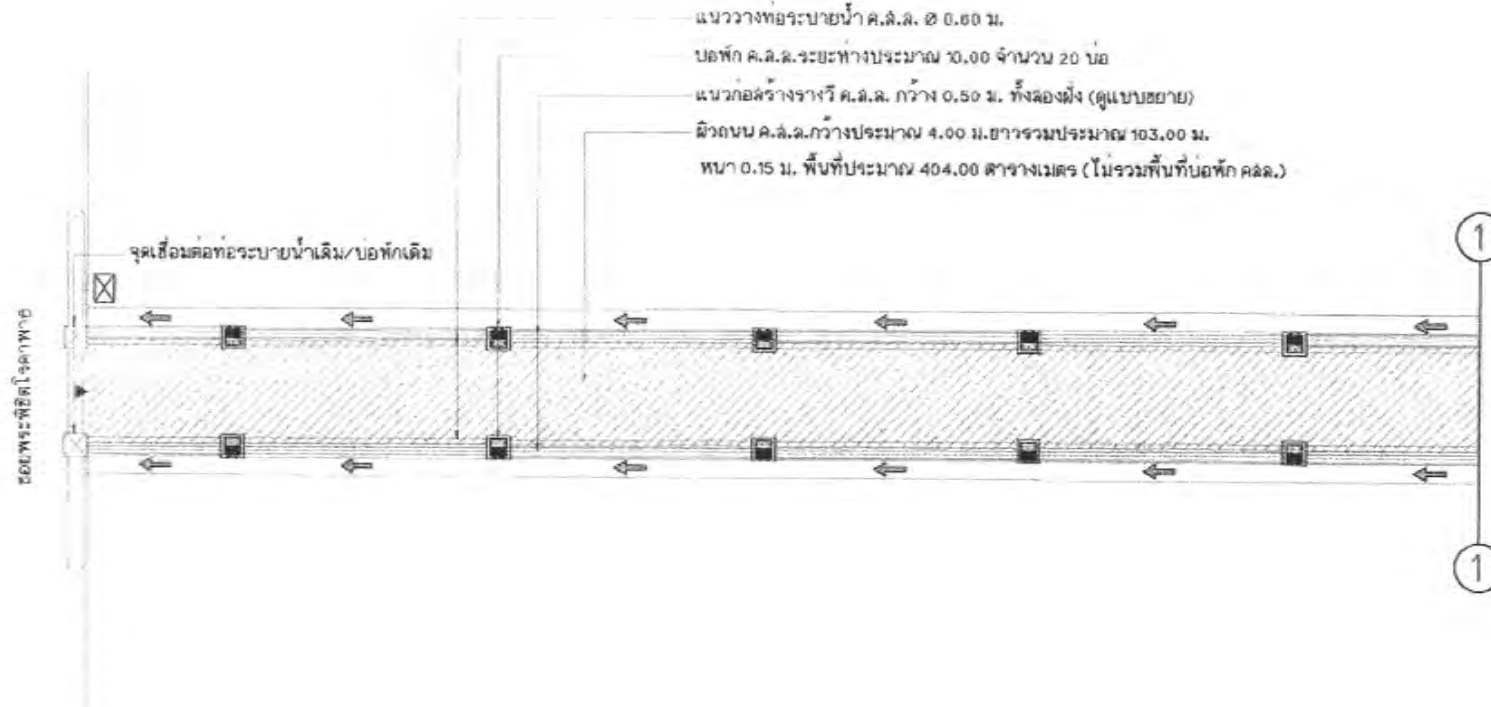 แนววางท่อระบายน้ำ ค.ส.ล. Ø 0.60 ม.
บ่อพัก ค.ส.ล.ระยะห่างประมาณ 10.00 จำนวน 20 บ่อ
แนวก่อสร้างรางวี ค.ส.ล. กว้าง 0.50 ม. ทั้งสองฝั่ง (ดูแบบขยาย)
ผิวถนน ค.ส.ล.กว้างประมาณ 4.00 ม.ยาวรวมประมาณ 103.00 ม.
หนา 0.15 ม. พื้นที่ประมาณ 404.00 ตารางเมตร (ไม่รวมพื้นที่บ่อพัก คสล.)
จุดเชื่อมต่อท่อระบายน้ำเดิม/บ่อพักเดิม
ซอยพระพิชิตโรคาพาธ
1
1